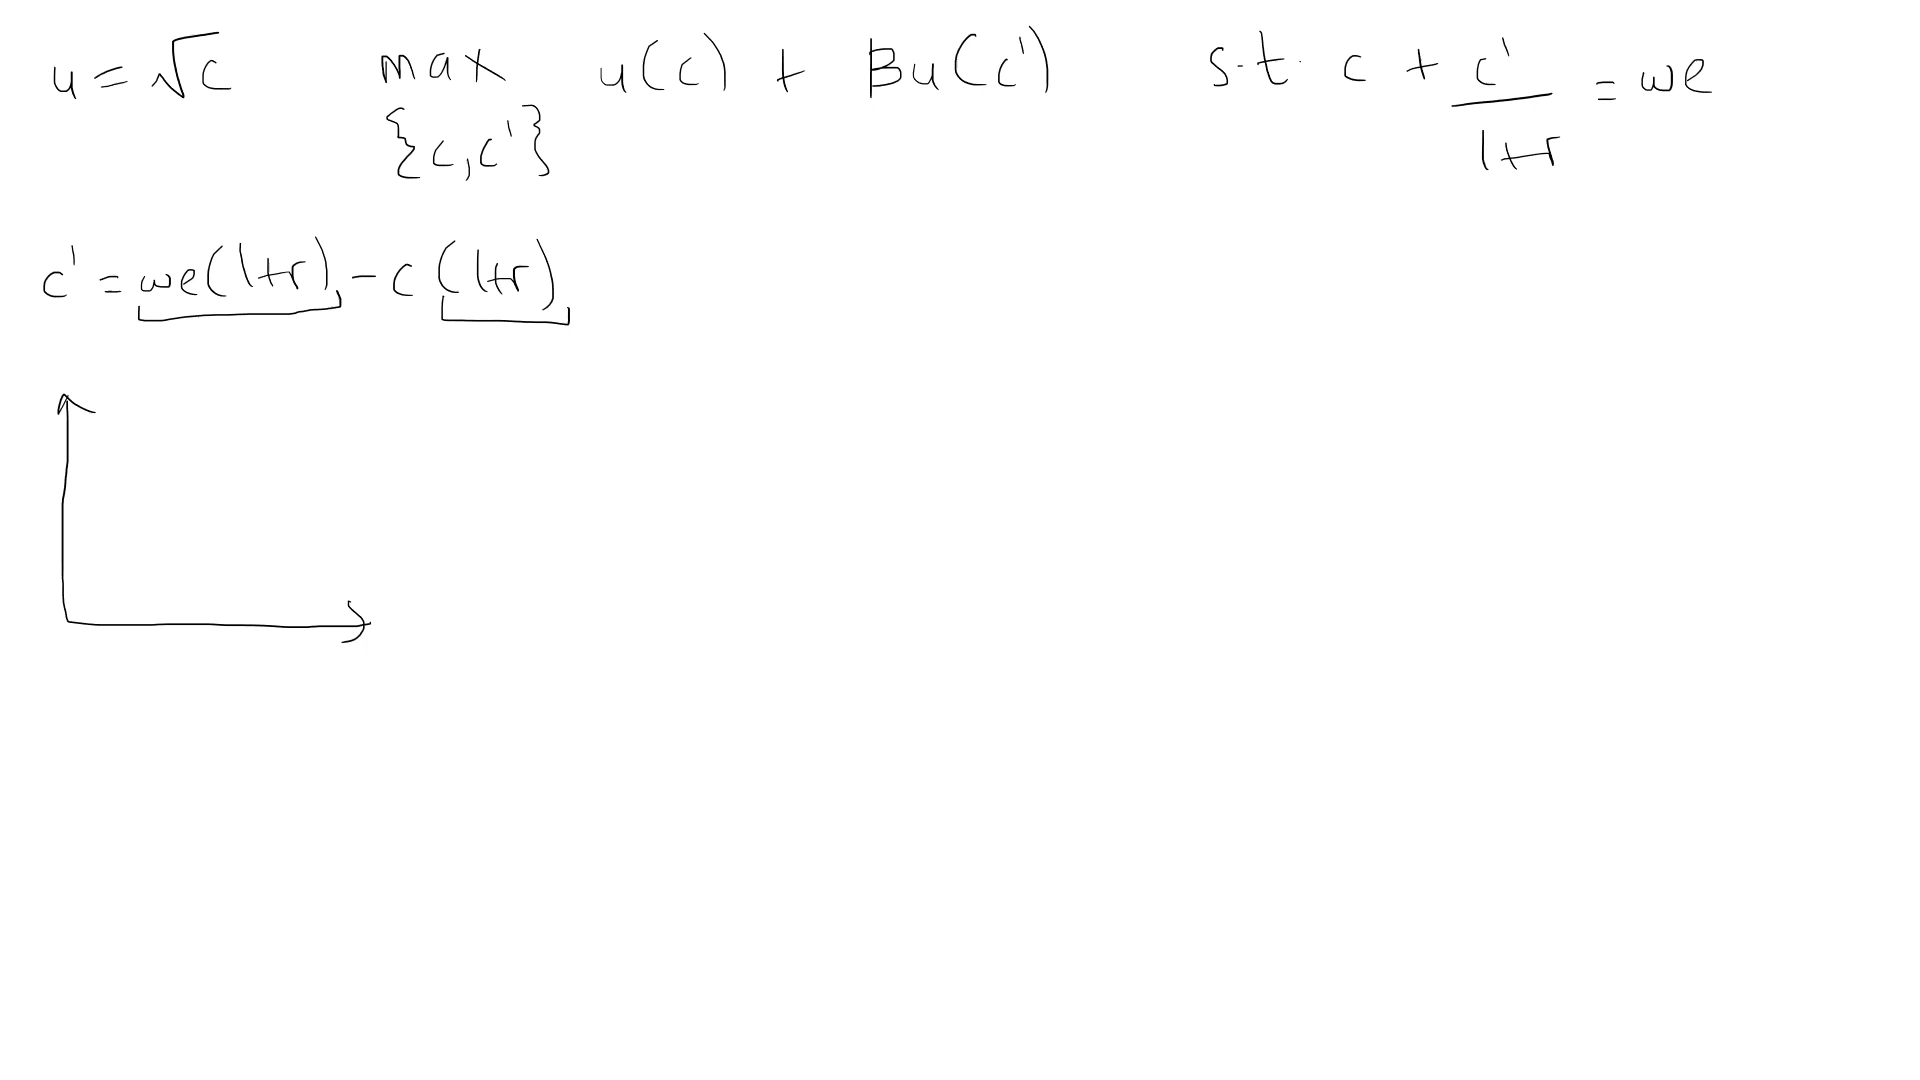 u = √c max u(c) + βu(c') s.t. c + c'/(1+r) = we
{c,c'}
c' = we(1+r) - c(1+r)